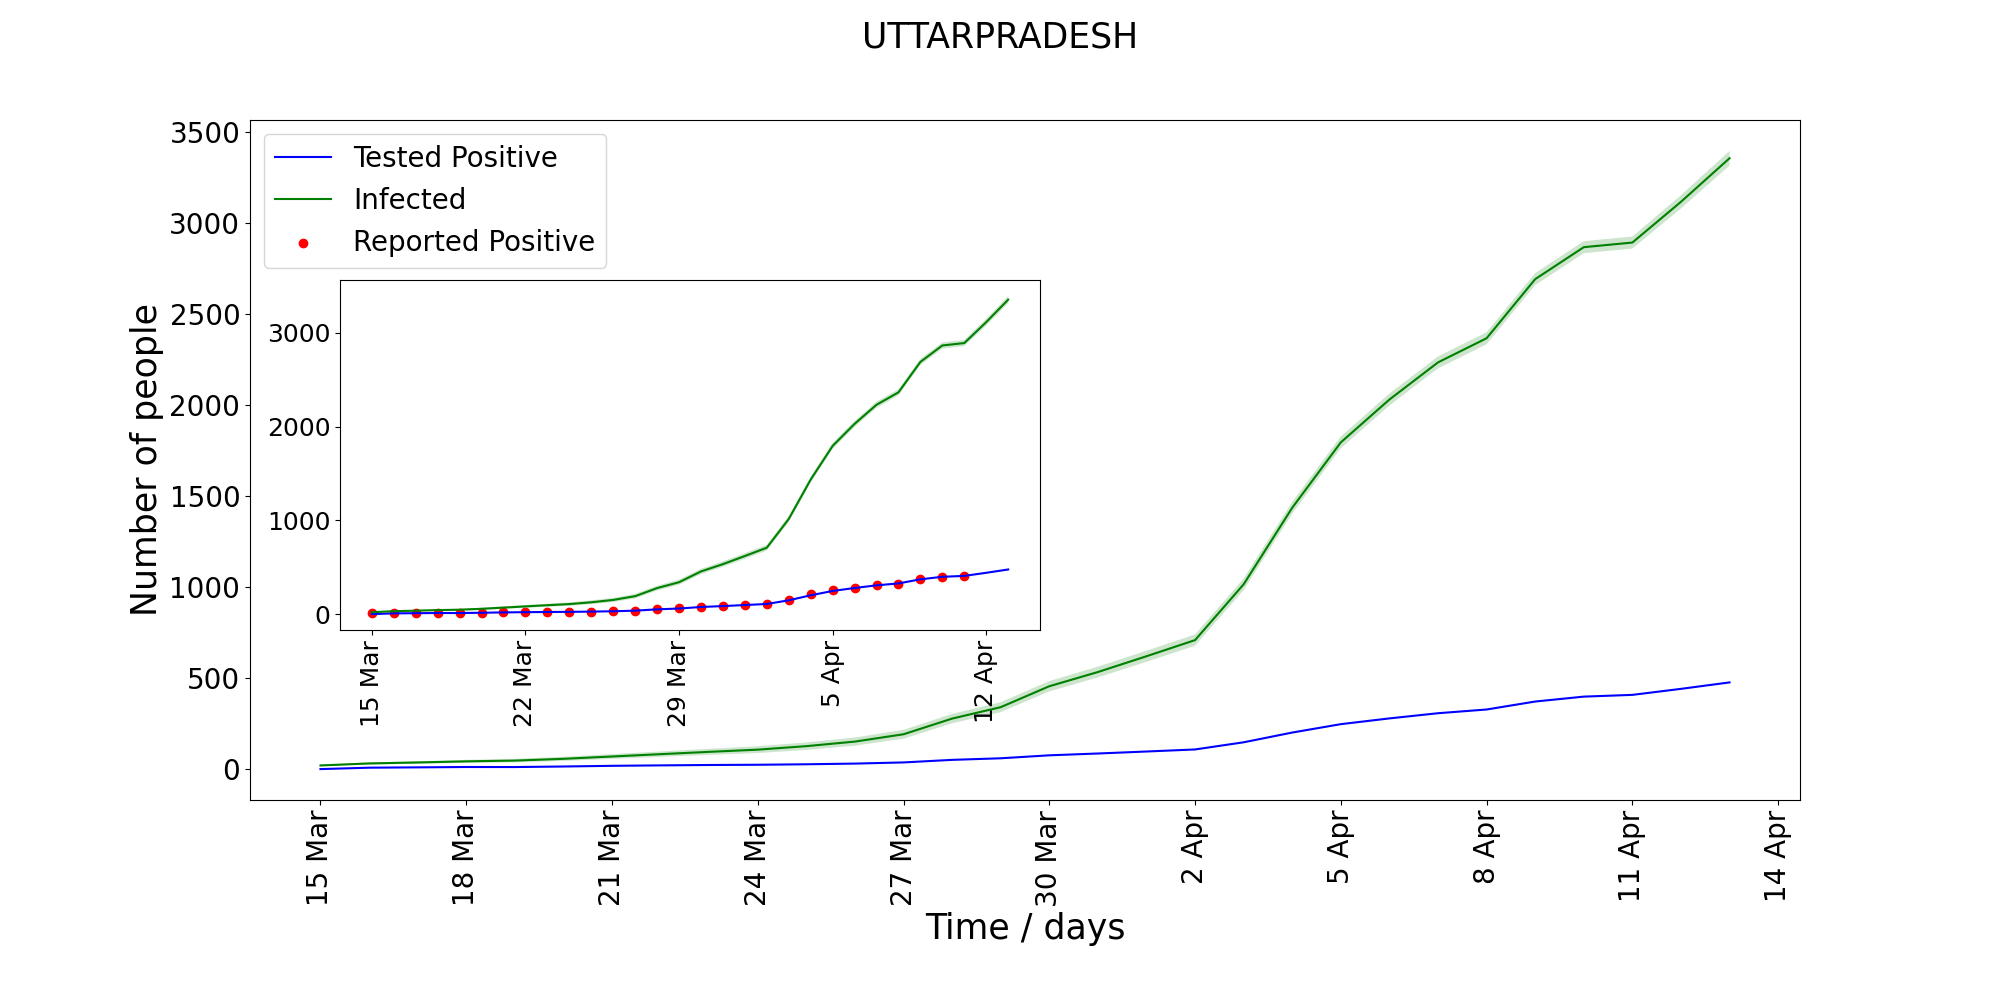 UTTARPRADESH
3500
3000
2500
2000
1500
1000
500
0
Number of people
Tested Positive
Infected
Reported Positive
3000
2000
1000
0
15 Mar
22 Mar
29 Mar
5 Apr
12 Apr
15 Mar
18 Mar
21 Mar
24 Mar
27 Mar
30 Mar
2 Apr
5 Apr
8 Apr
11 Apr
14 Apr
Time / days